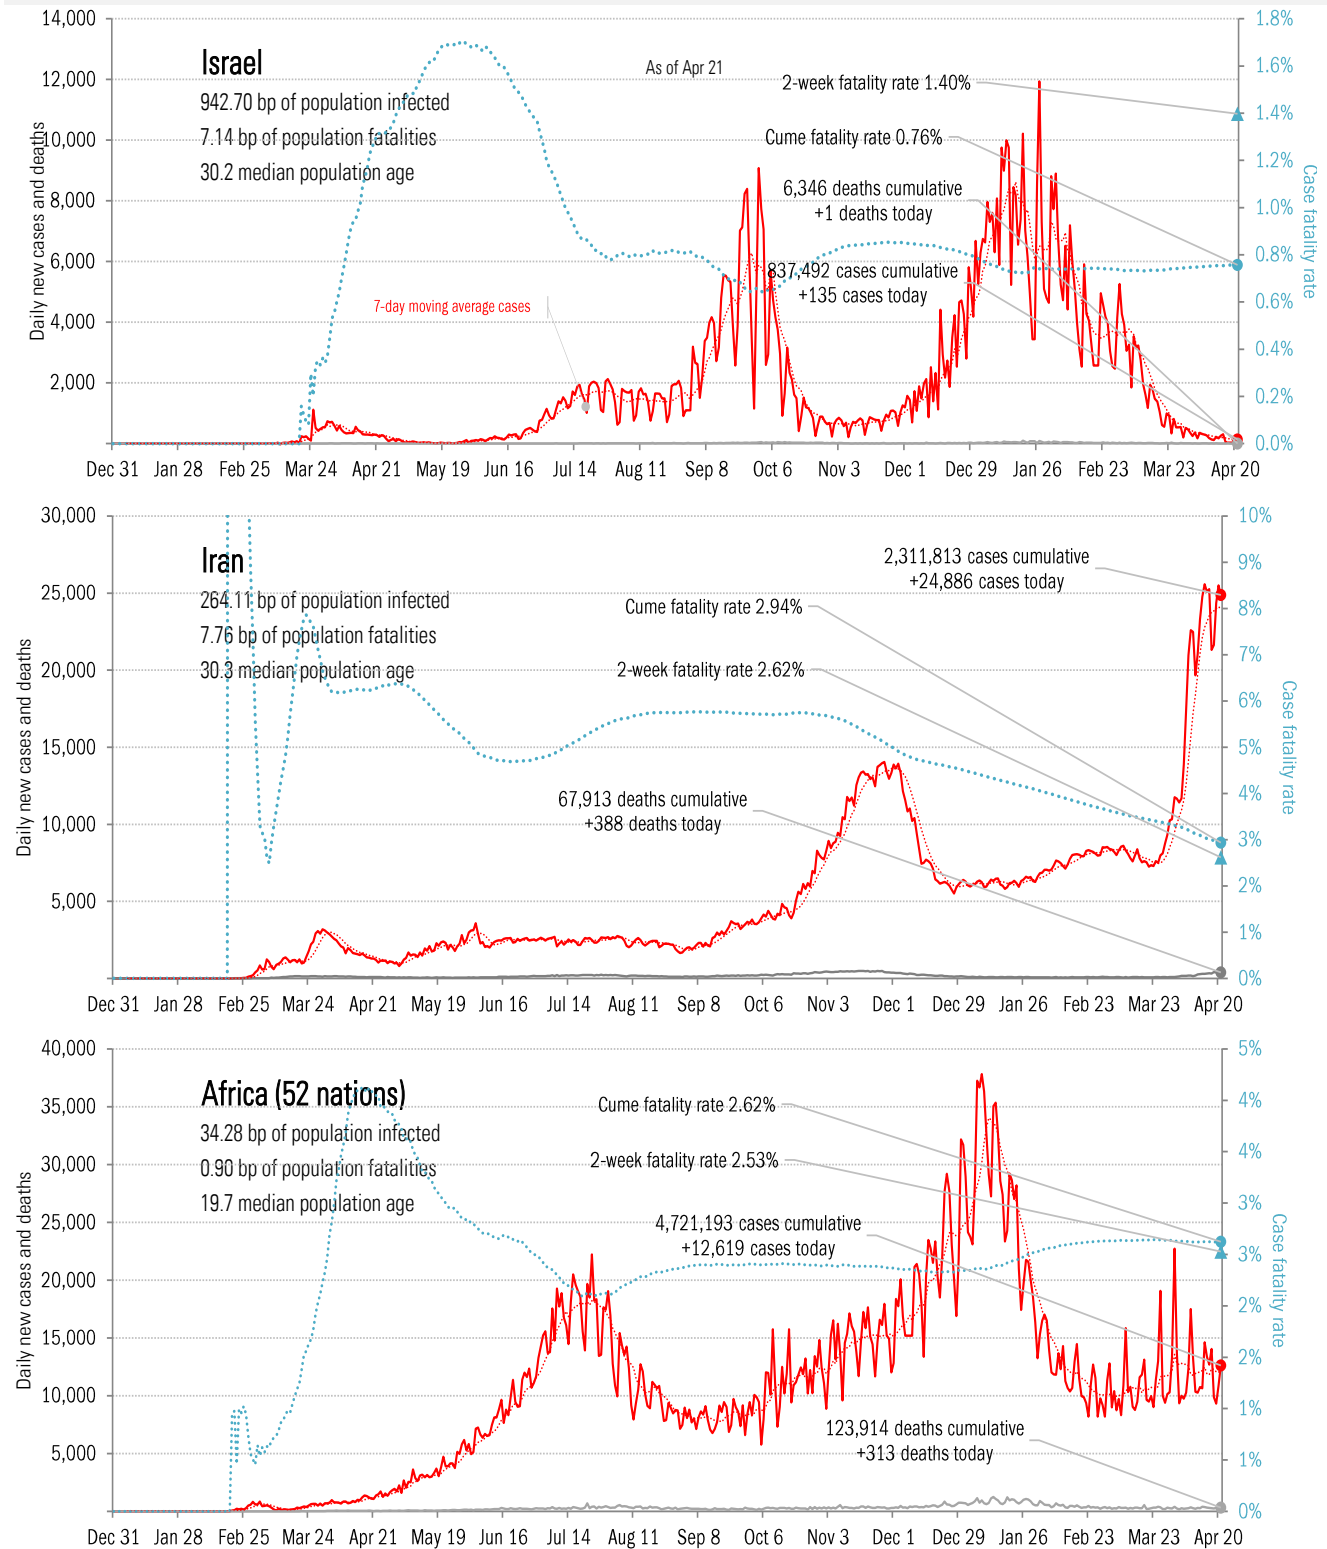 14,000
12,000
10,000
8,000
6,000
4,000
2,000
Daily new cases and deaths
Israel
942.70 bp of population infected
7.14 bp of population fatalities
30.2 median population age
As of Apr 21
2-week fatality rate 1.40%
Cume fatality rate 0.76%
6,346 deaths cumulative
+1 deaths today
837,492 cases cumulative
+135 cases today
7-day moving average cases
1.8%
1.6%
1.4%
1.2%
1.0%
0.8%
0.6%
0.4%
0.2%
0.0%
Case fatality rate
Dec 31 Jan 28 Feb 25 Mar 24 Apr 21 May 19 Jun 16 Jul 14 Aug 11 Sep 8 Oct 6 Nov 3 Dec 1 Dec 29 Jan 26 Feb 23 Mar 23 Apr 20
30,000
25,000
20,000
15,000
10,000
5,000
Daily new cases and deaths
Iran
264.11 bp of population infected
7.76 bp of population fatalities
30.3 median population age
2,311,813 cases cumulative
+24,886 cases today
Cume fatality rate 2.94%
2-week fatality rate 2.62%
67,913 deaths cumulative
+388 deaths today
10%
9%
8%
7%
6%
5%
4%
3%
2%
1%
0%
Case fatality rate
Dec 31 Jan 28 Feb 25 Mar 24 Apr 21 May 19 Jun 16 Jul 14 Aug 11 Sep 8 Oct 6 Nov 3 Dec 1 Dec 29 Jan 26 Feb 23 Mar 23 Apr 20
40,000
35,000
30,000
25,000
20,000
15,000
10,000
5,000
Daily new cases and deaths
Africa (52 nations)
34.28 bp of population infected
0.90 bp of population fatalities
19.7 median population age
Cume fatality rate 2.62%
2-week fatality rate 2.53%
4,721,193 cases cumulative
+12,619 cases today
123,914 deaths cumulative
+313 deaths today
5%
4%
4%
3%
3%
2%
2%
1%
1%
0%
Case fatality rate
Dec 31 Jan 28 Feb 25 Mar 24 Apr 21 May 19 Jun 16 Jul 14 Aug 11 Sep 8 Oct 6 Nov 3 Dec 1 Dec 29 Jan 26 Feb 23 Mar 23 Apr 20